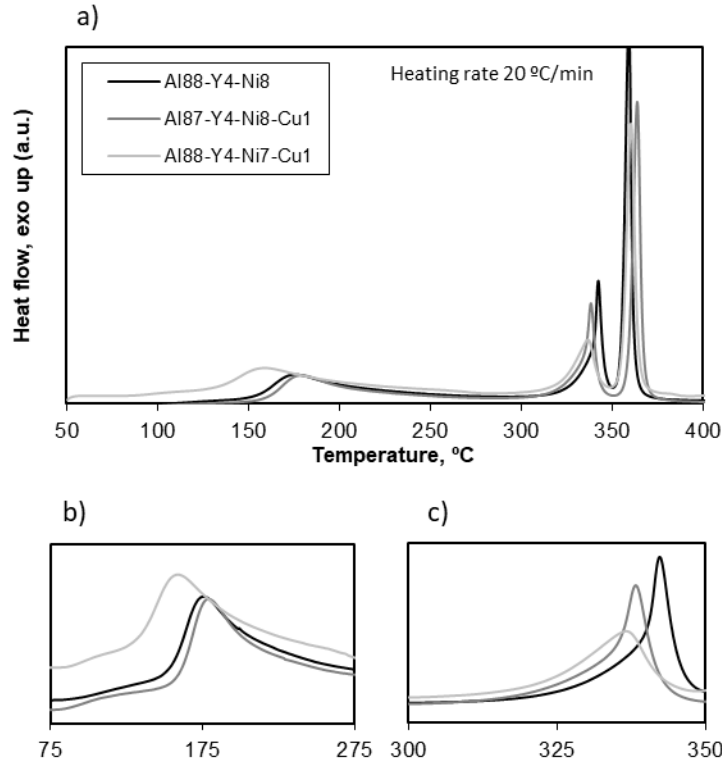 a)
Heat flow, exo up (a.u.)
Al88-Y4-Ni8
Al87-Y4-Ni8-Cu1
Al88-Y4-Ni7-Cu1
Heating rate 20 ºC/min
50 100 150 200 250 300 350 400
Temperature, ºC
b)
75 175 275
c)
300 325 350